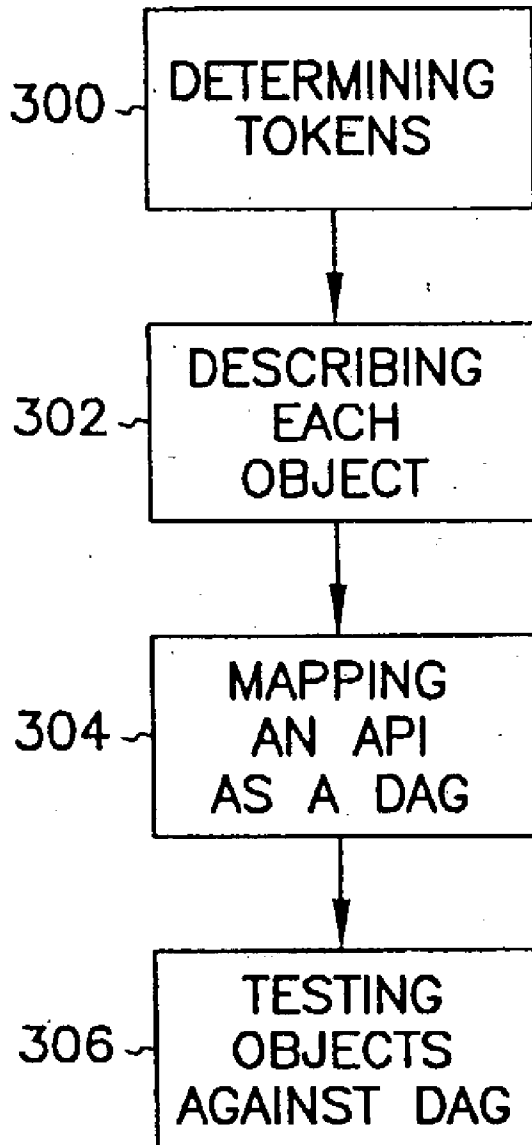 300
DETERMINING
TOKENS
302
DESCRIBING
EACH
OBJECT
304
MAPPING
AN API
AS A DAG
306
TESTING
OBJECTS
AGAINST DAG